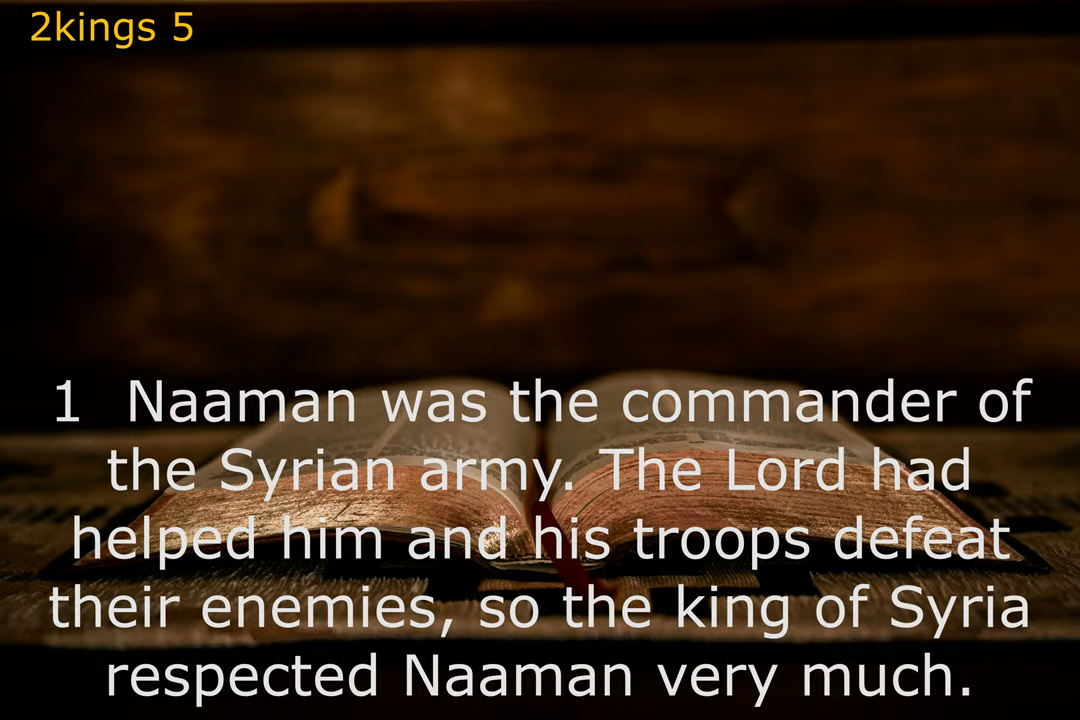 2kings 5
1 Naaman was the commander of
the Syrian army. The Lord had
helped him and his troops defeat
their enemies, so the king of Syria
respected Naaman very much.